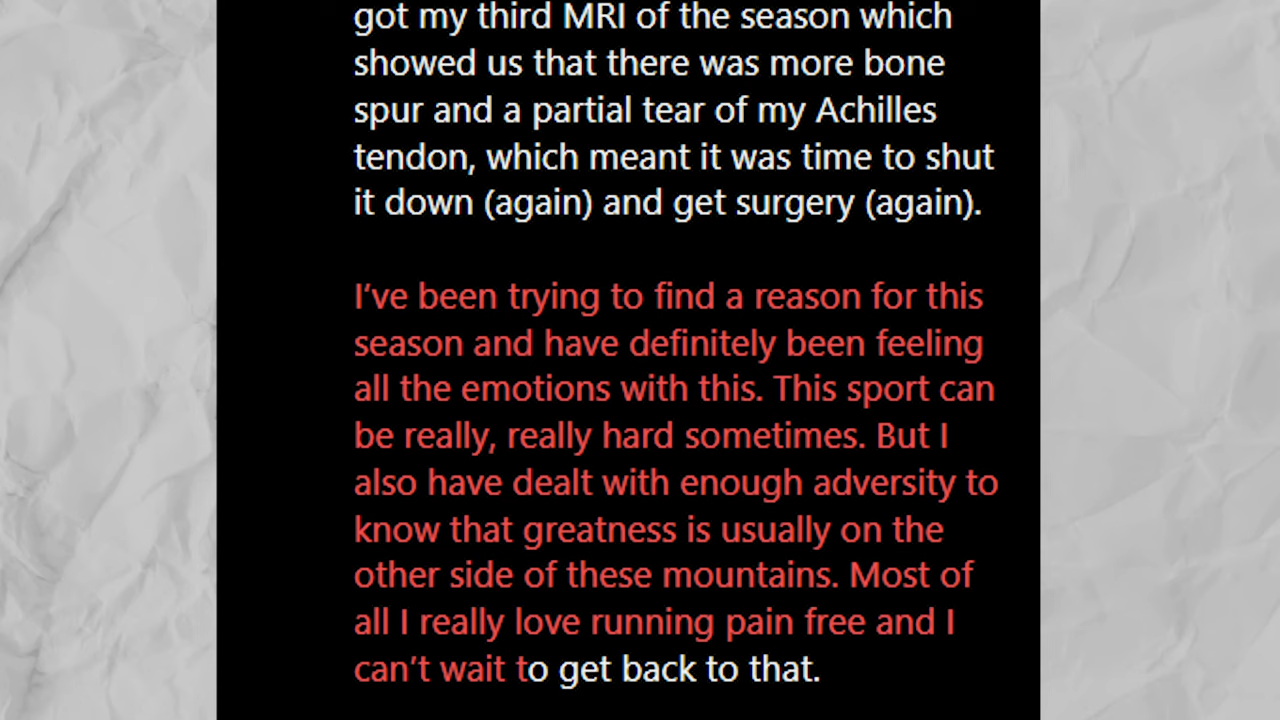 got my third MRI of the season which
showed us that there was more bone
spur and a partial tear of my Achilles
tendon, which meant it was time to shut
it down (again) and get surgery (again).
I’ve been trying to find a reason for this
season and have definitely been feeling
all the emotions with this. This sport can
be really, really hard sometimes. But I
also have dealt with enough adversity to
know that greatness is usually on the
other side of these mountains. Most of
all I really love running pain free and I
can’t wait to get back to that.